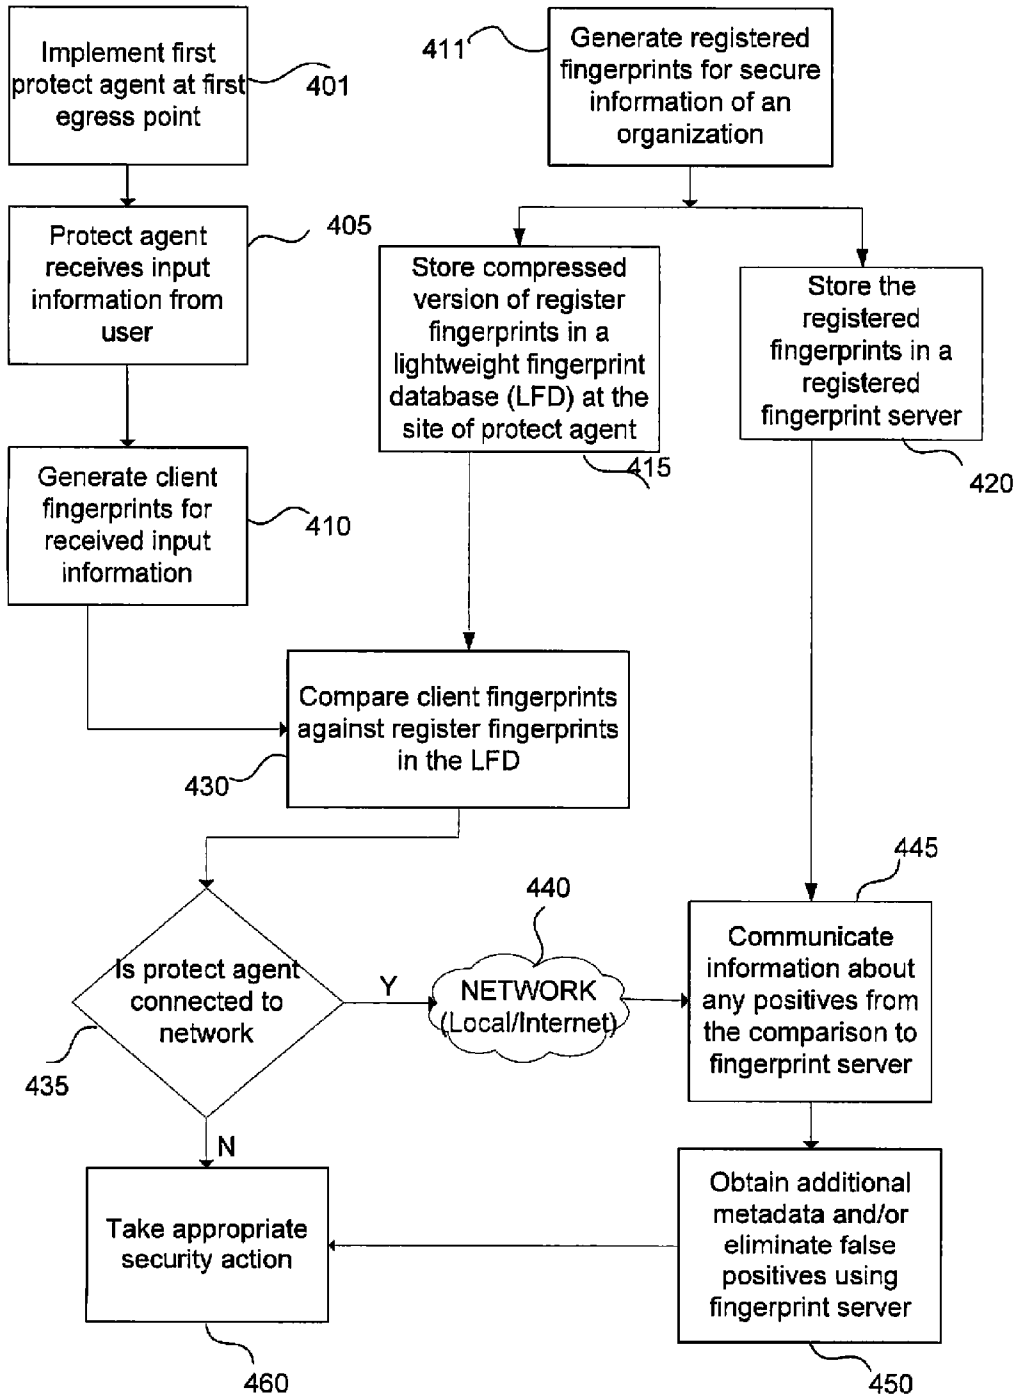 Implement first
protect agent at first
egress point
401
411
Generate registered
fingerprints for secure
information of an
organization
Protect agent
receives input
information from
user
405
Store compressed
version of register
fingerprints in a
lightweight fingerprint
database (LFD) at the
site of protect agent
415
Store the
registered
fingerprints in a
registered
fingerprint server
420
Generate client
fingerprints for
received input
information
410
Compare client fingerprints
against register fingerprints
in the LFD
430
Is protect agent
connected to
network
435
Y
N
440
NETWORK
(Local/Internet)
445
Communicate
information about
any positives from
the comparison to
fingerprint server
Take appropriate
security action
460
Obtain additional
metadata and/or
eliminate false
positives using
fingerprint server
450